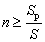 n ≥ S_p / S